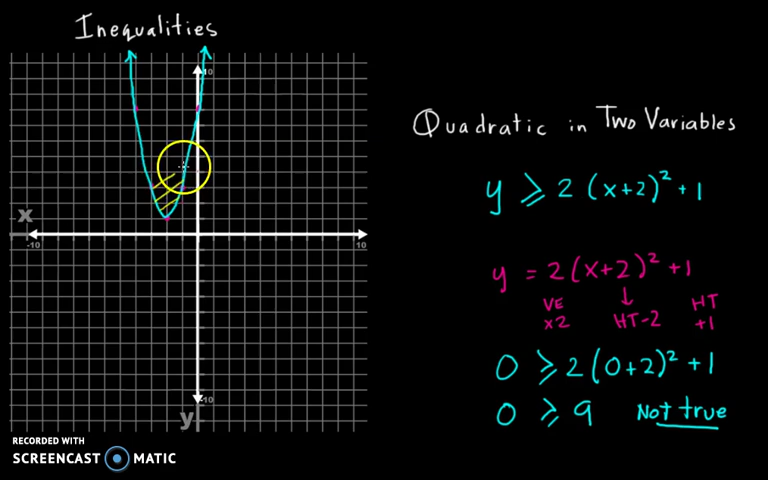 Inequalities
10
x
-10
10
-10
y
Quadratic in Two Variables
y ≥ 2 (x+2)² + 1
y = 2 (x+2)² + 1
VE ↓ HT
x2 HT-2 +1
0 ≥ 2 (0+2)² + 1
0 ≥ 9 Not true
RECORDED WITH
SCREENCAST MATIC